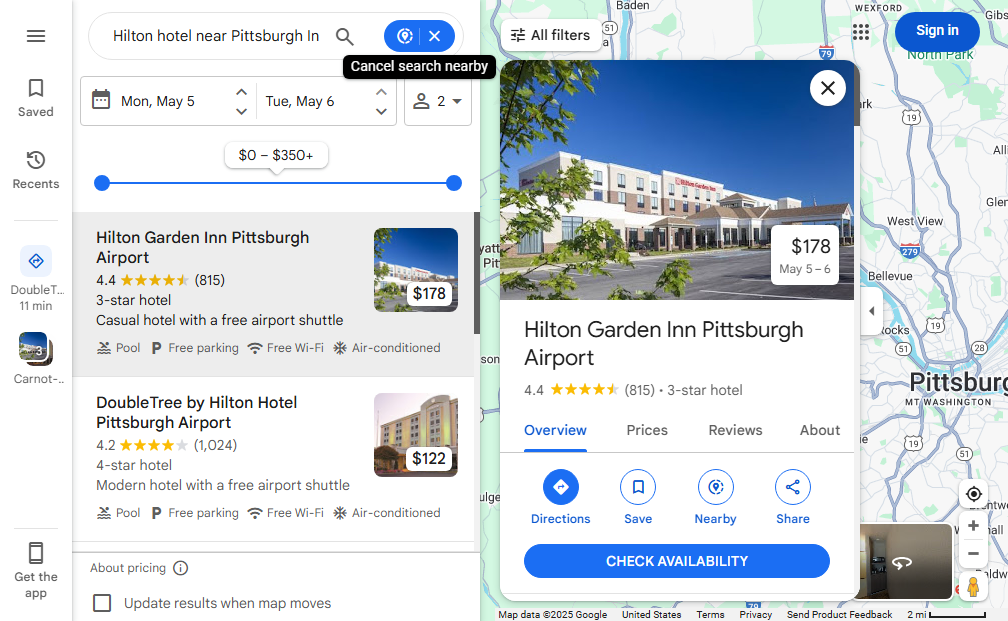 Hilton hotel near Pittsburgh In
Cancel search nearby
Saved
Recents
DoubleT...
11 min
3
Carnot-...
Get the
app
Mon, May 5
Tue, May 6
2
$0 – $350+
Hilton Garden Inn Pittsburgh
Airport
4.4 (815)
3-star hotel
Casual hotel with a free airport shuttle
Pool P Free parking Free Wi-Fi Air-conditioned
$178
DoubleTree by Hilton Hotel
Pittsburgh Airport
4.2 (1,024)
4-star hotel
Modern hotel with a free airport shuttle
Pool P Free parking Free Wi-Fi Air-conditioned
$122
About pricing
Update results when map moves
All filters
Sign in
Hilton Garden Inn
$178
May 5 – 6
Hilton Garden Inn Pittsburgh
Airport
4.4 (815) • 3-star hotel
Overview Prices Reviews About
Directions Save Nearby Share
CHECK AVAILABILITY
Baden
51
WEXFORD
79
North Park
19
West View
279
Bellevue
19
51
28
Pittsburg
MT WASHINGTON
19
51
79
Map data ©2025 Google United States Terms Privacy Send Product Feedback 2 mi